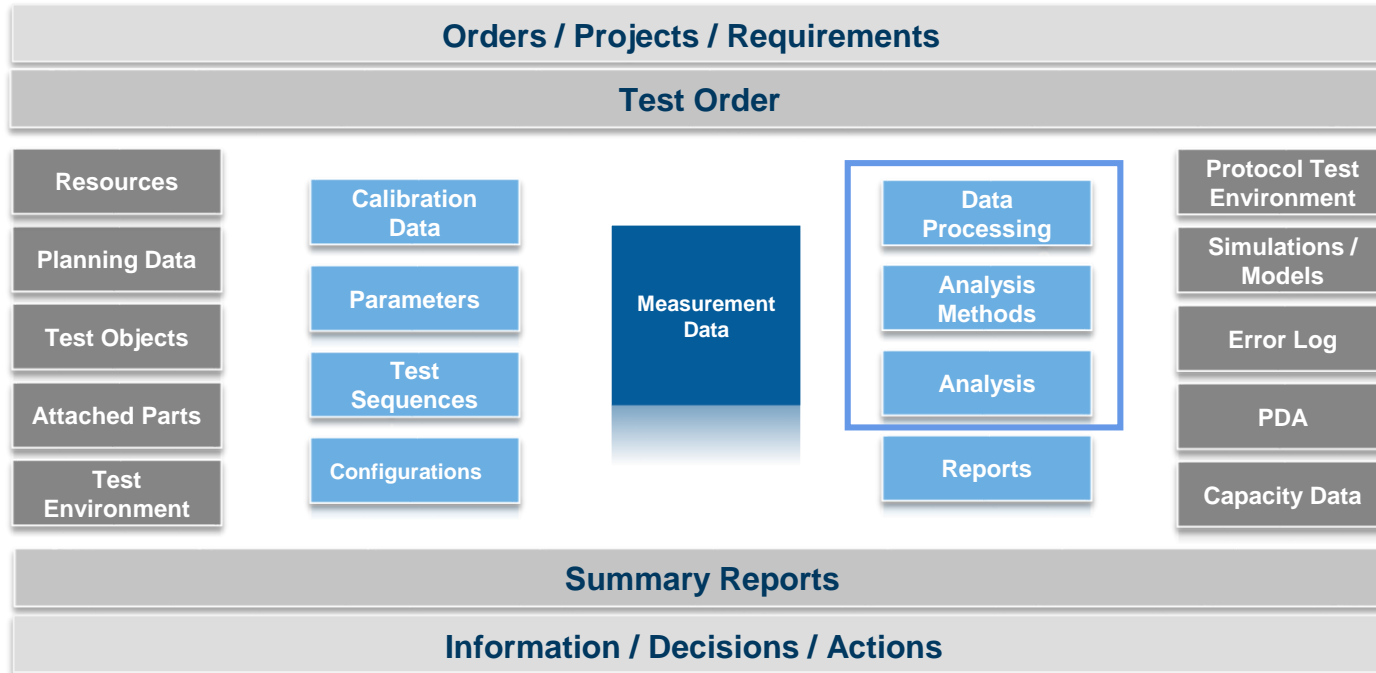 Orders / Projects / Requirements
Test Order
Resources
Planning Data
Test Objects
Attached Parts
Test
Environment
Calibration
Data
Parameters
Test
Sequences
Configurations
Measurement
Data
Data
Processing
Analysis
Methods
Analysis
Reports
Protocol Test
Environment
Simulations /
Models
Error Log
PDA
Capacity Data
Summary Reports
Information / Decisions / Actions